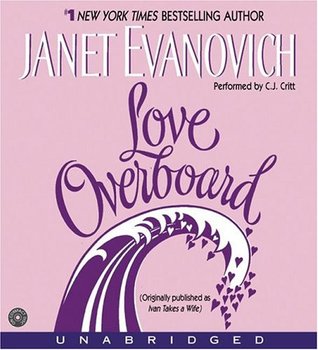 #1 NEW YORK TIMES BESTSELLING AUTHOR
JANET EVANOVICH
Performed by C.J. Critt
Love
Overboard
(Originally published as
Ivan Takes a Wife)
UNABRIDGED